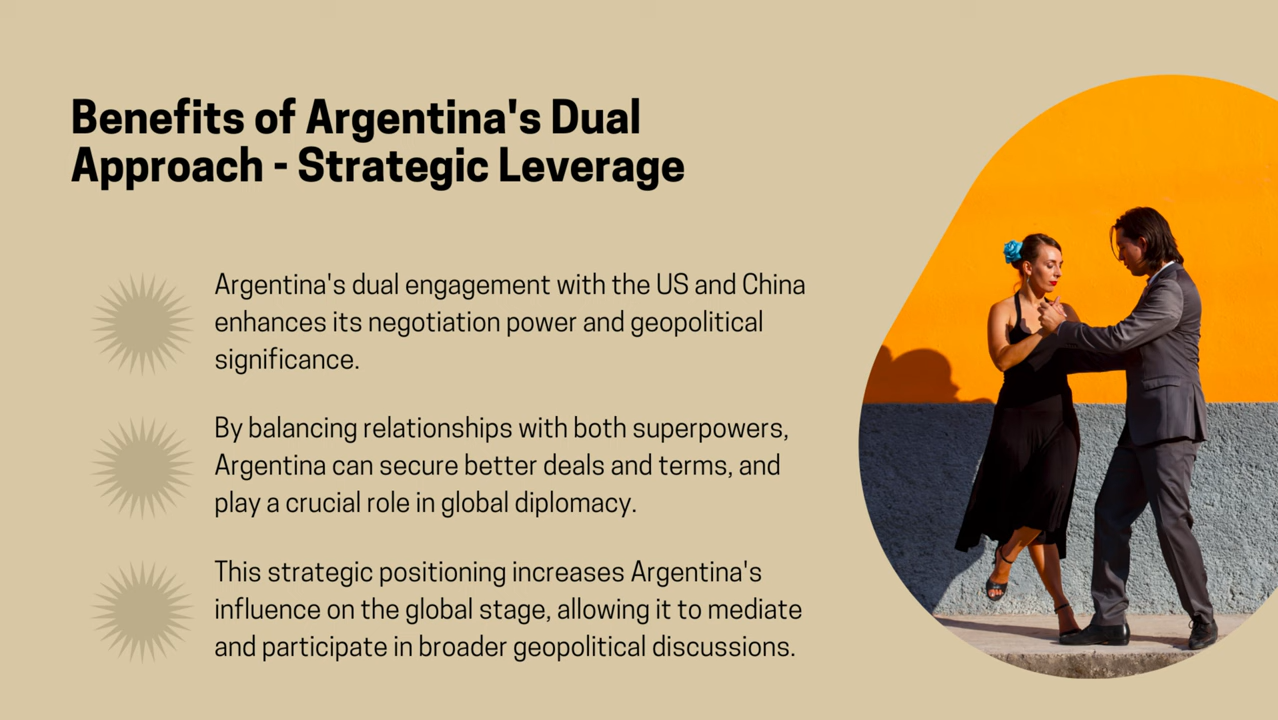 Benefits of Argentina's Dual
Approach - Strategic Leverage
Argentina's dual engagement with the US and China
enhances its negotiation power and geopolitical
significance.
By balancing relationships with both superpowers,
Argentina can secure better deals and terms, and
play a crucial role in global diplomacy.
This strategic positioning increases Argentina's
influence on the global stage, allowing it to mediate
and participate in broader geopolitical discussions.